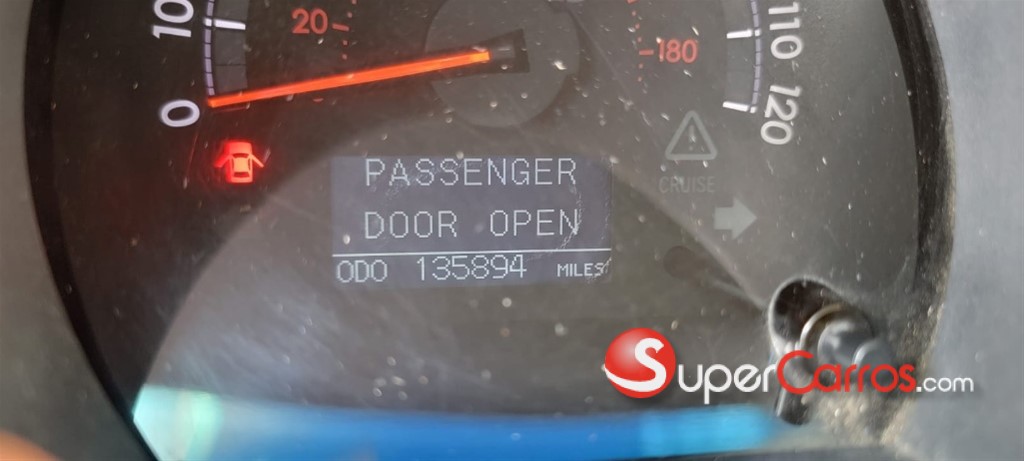 10 20 180 110
0 120
PASSENGER
CRUISE
DOOR OPEN
ODO 135894 MILES
SuperCarros.com